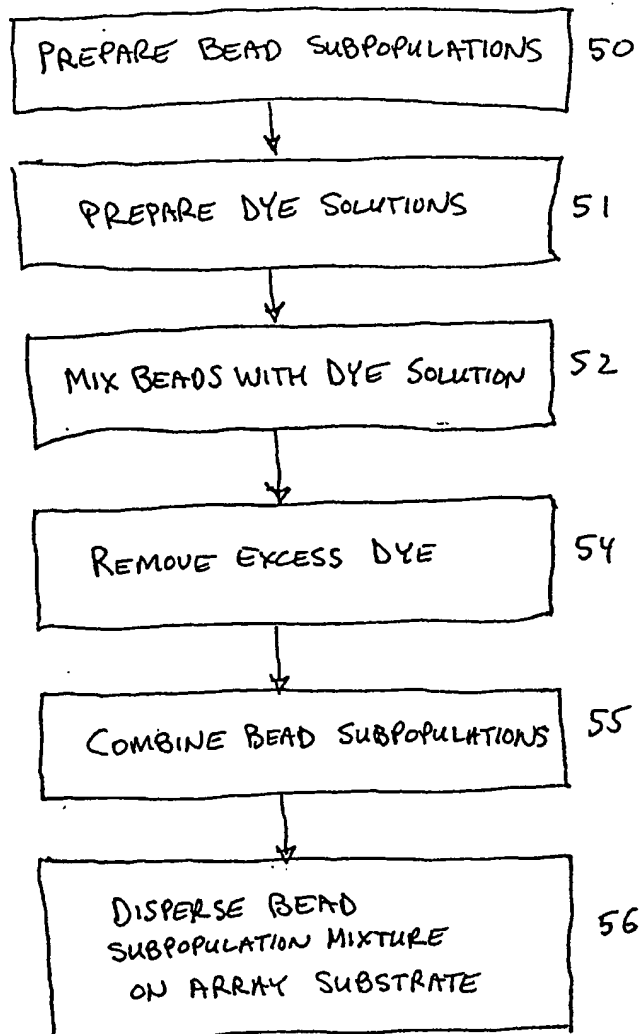 PREPARE BEAD SUBPOPULATIONS 50
PREPARE DYE SOLUTIONS 51
MIX BEADS WITH DYE SOLUTION 52
REMOVE EXCESS DYE 54
COMBINE BEAD SUBPOPULATIONS 55
DISPERSE BEAD 56
SUBPOPULATION MIXTURE
ON ARRAY SUBSTRATE